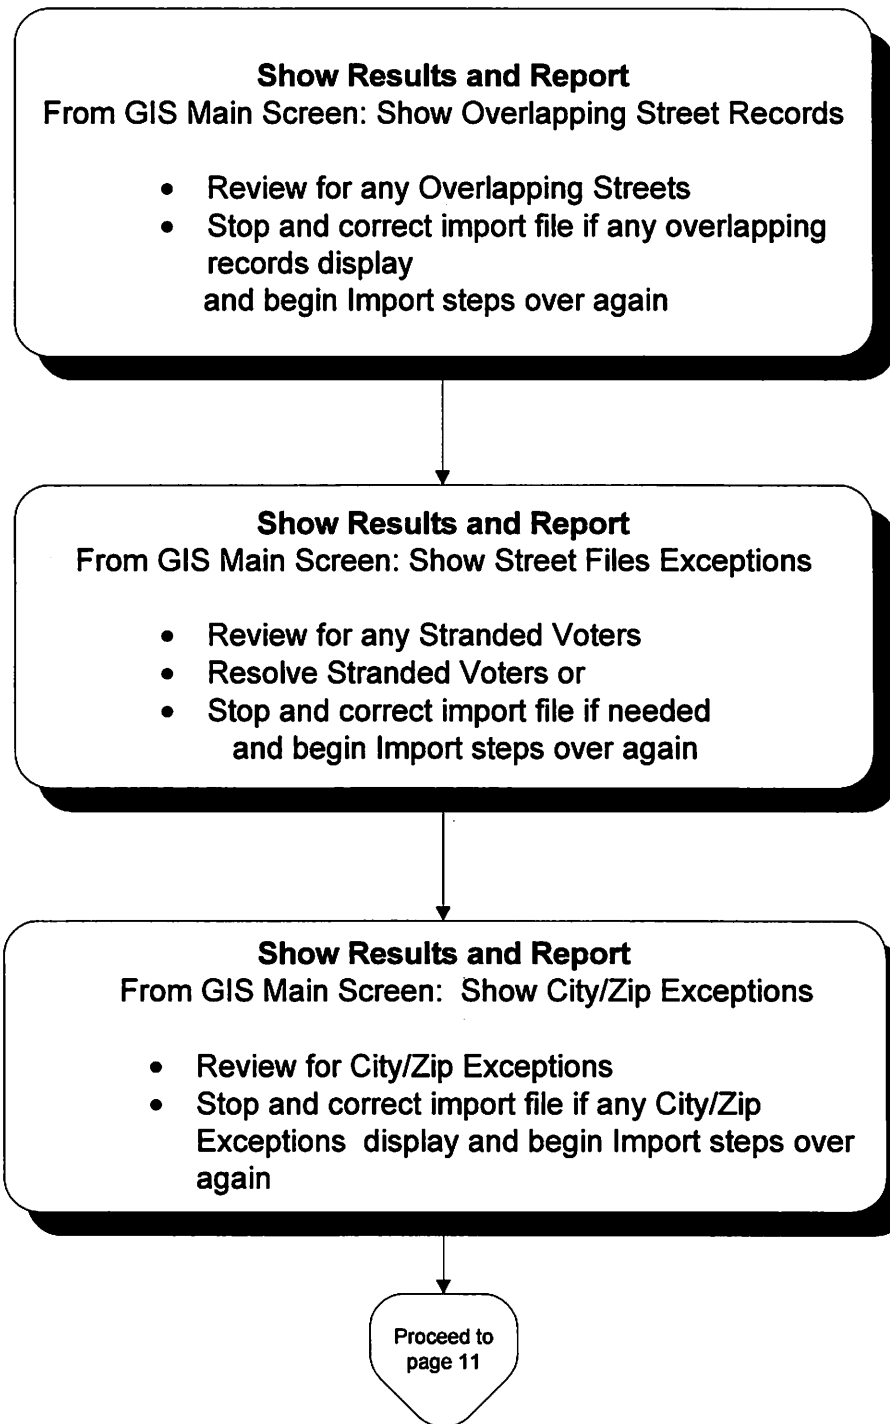 Show Results and Report
From GIS Main Screen: Show Overlapping Street Records
• Review for any Overlapping Streets
• Stop and correct import file if any overlapping
records display
and begin Import steps over again
Show Results and Report
From GIS Main Screen: Show Street Files Exceptions
• Review for any Stranded Voters
• Resolve Stranded Voters or
• Stop and correct import file if needed
and begin Import steps over again
Show Results and Report
From GIS Main Screen:  Show City/Zip Exceptions
• Review for City/Zip Exceptions
• Stop and correct import file if any City/Zip
Exceptions  display and begin Import steps over
again
Proceed to
page 11